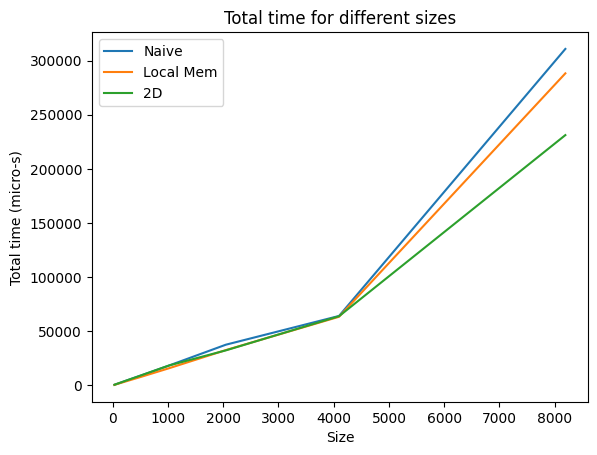 Total time for different sizes
Naive
Local Mem
2D
Total time (micro-s)
300000
250000
200000
150000
100000
50000
0
0 1000 2000 3000 4000 5000 6000 7000 8000
Size